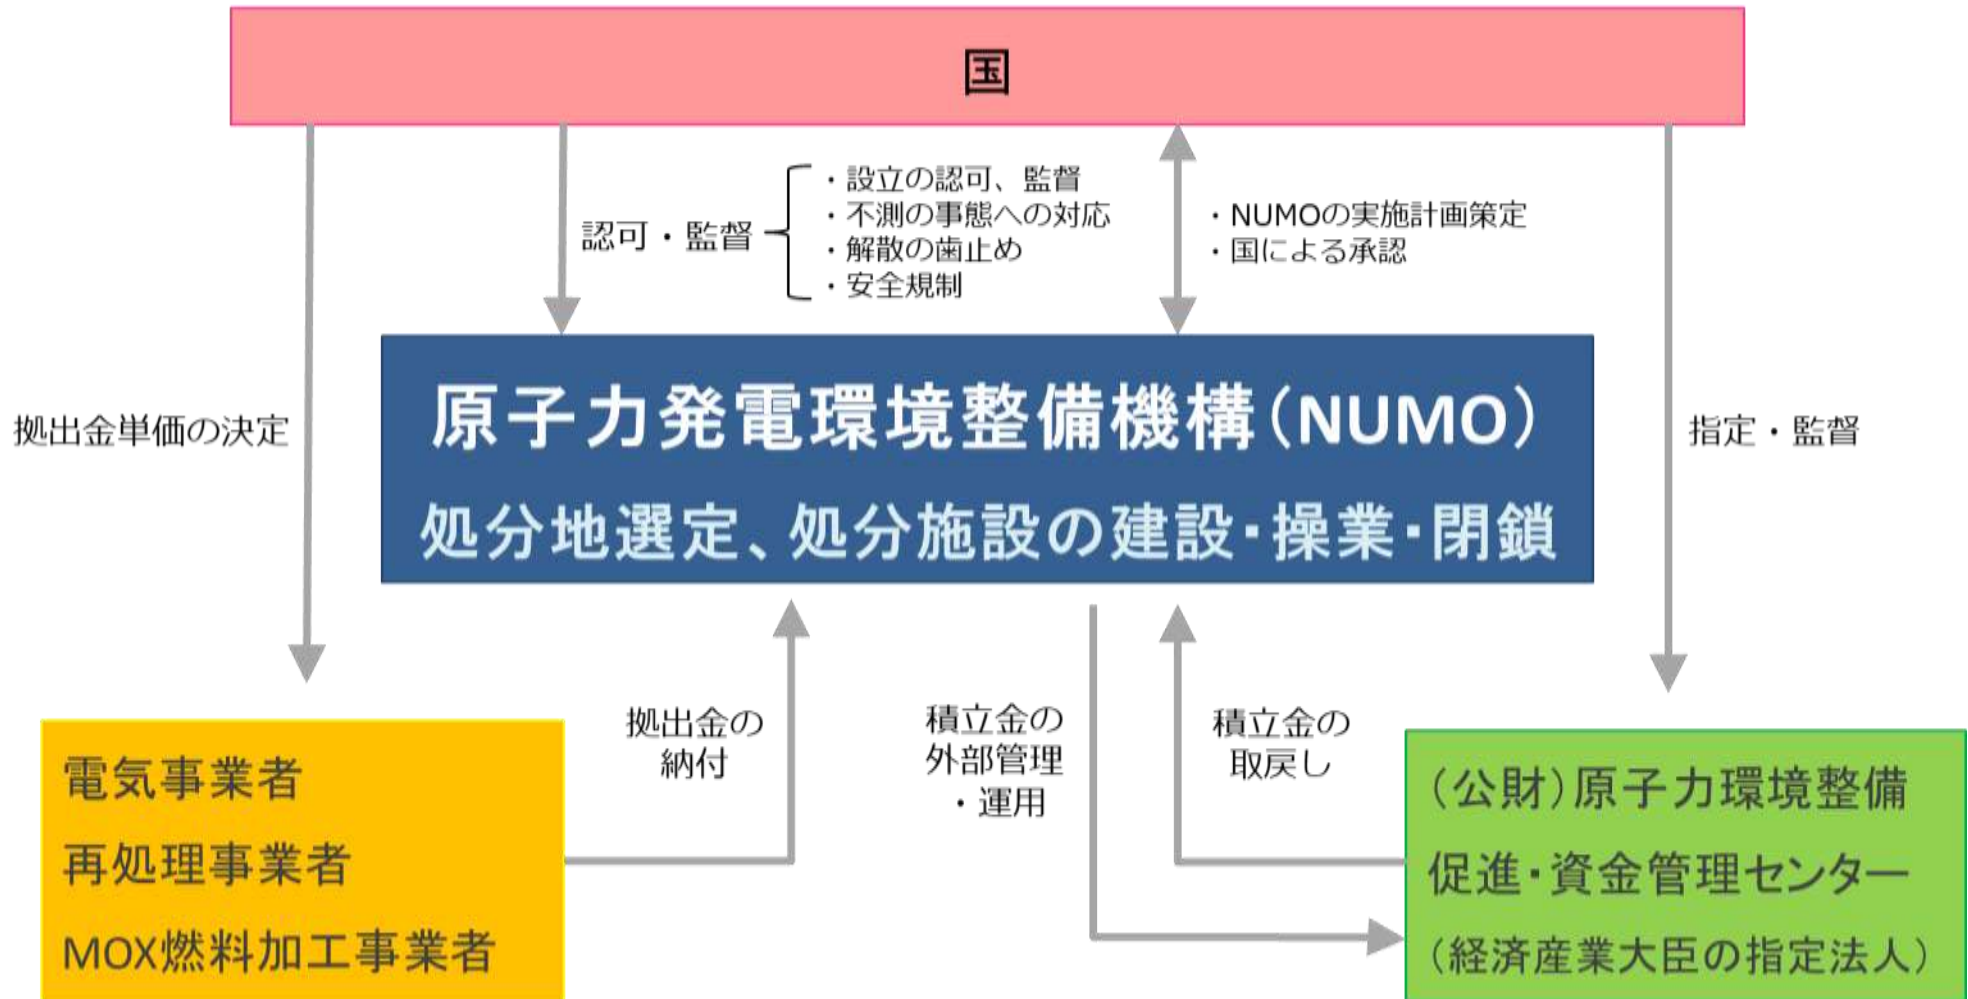 国
認可・監督
・設立の認可、監督
・不測の事態への対応
・解散の歯止め
・安全規制
・NUMOの実施計画策定
・国による承認
拠出金単価の決定
原子力発電環境整備機構（NUMO）
処分地選定、処分施設の建設・操業・閉鎖
指定・監督
拠出金の
納付
積立金の
外部管理
・運用
積立金の
取戻し
電気事業者
再処理事業者
MOX燃料加工事業者
（公財）原子力環境整備
促進・資金管理センター
（経済産業大臣の指定法人）